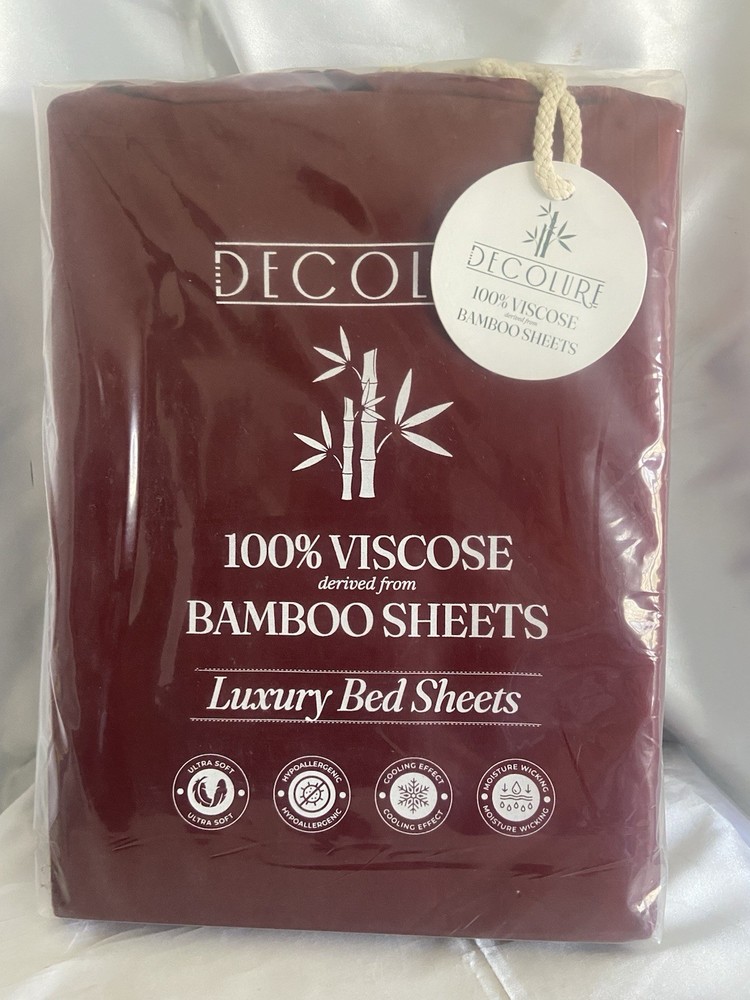 DECOL
DECOLURE
100% VISCOSE
derived from
BAMBOO SHEETS
100% VISCOSE
derived from
BAMBOO SHEETS
Luxury Bed Sheets
ULTRA SOFT
ULTRA SOFT
HYPOALLERGENIC
HYPOALLERGENIC
COOLING EFFECT
COOLING EFFECT
MOISTURE WICKING
MOISTURE WICKING